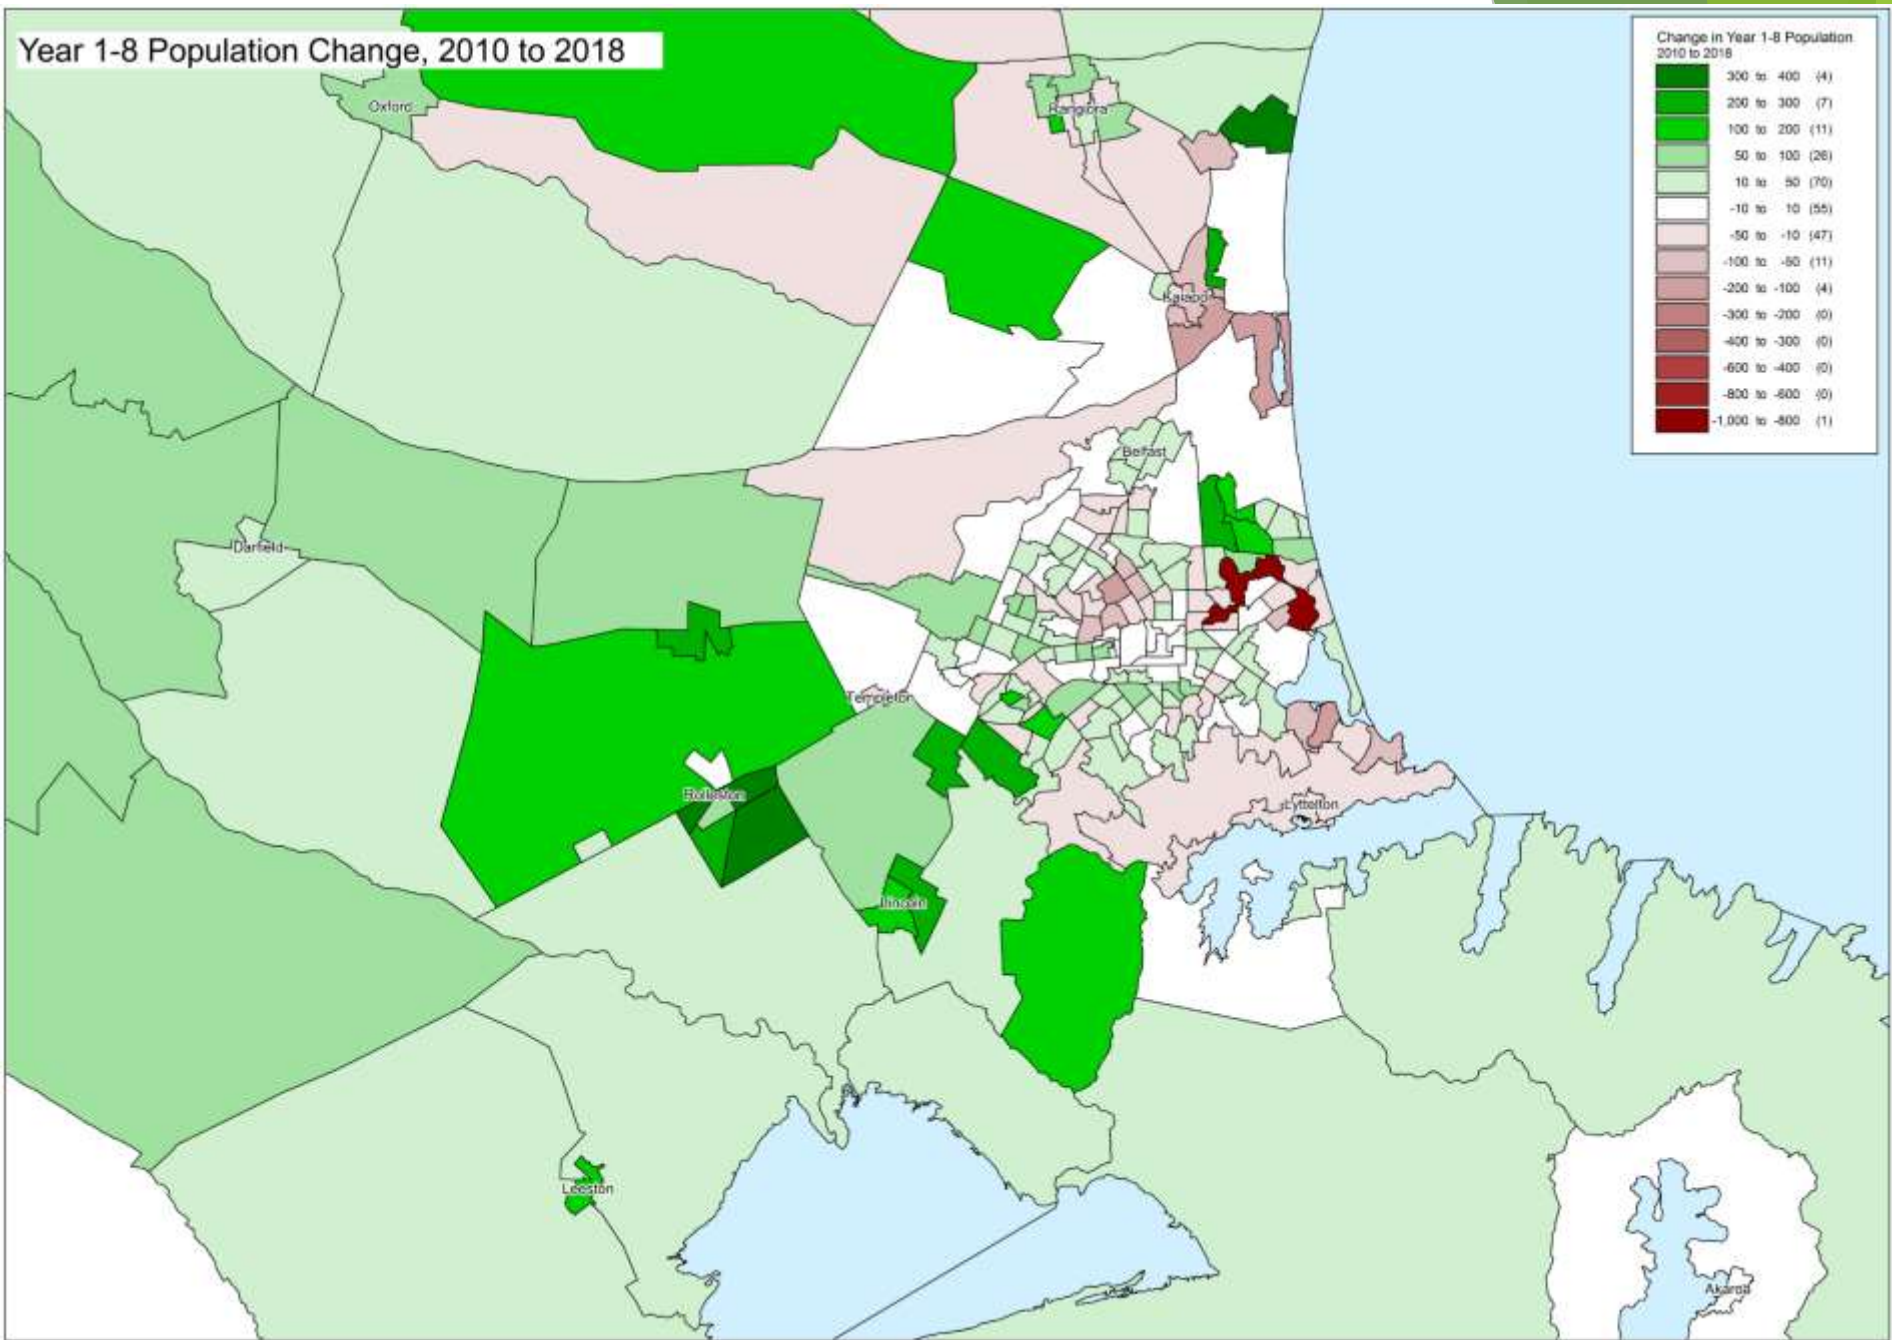 Year 1-8 Population Change, 2010 to 2018
Change in Year 1-8 Population
2010 to 2018
300 to 400 (4)
200 to 300 (7)
100 to 200 (11)
50 to 100 (26)
10 to 50 (70)
-10 to 10 (55)
-50 to -10 (47)
-100 to -50 (11)
-200 to -100 (4)
-300 to -200 (0)
-400 to -300 (0)
-600 to -400 (0)
-800 to -600 (0)
-1,000 to -800 (1)
Oxford
Rangiora
Kaiapoi
Belfast
Darfield
Templeton
Rolleston
Lyttelton
Lincoln
Leeston
Akaroa